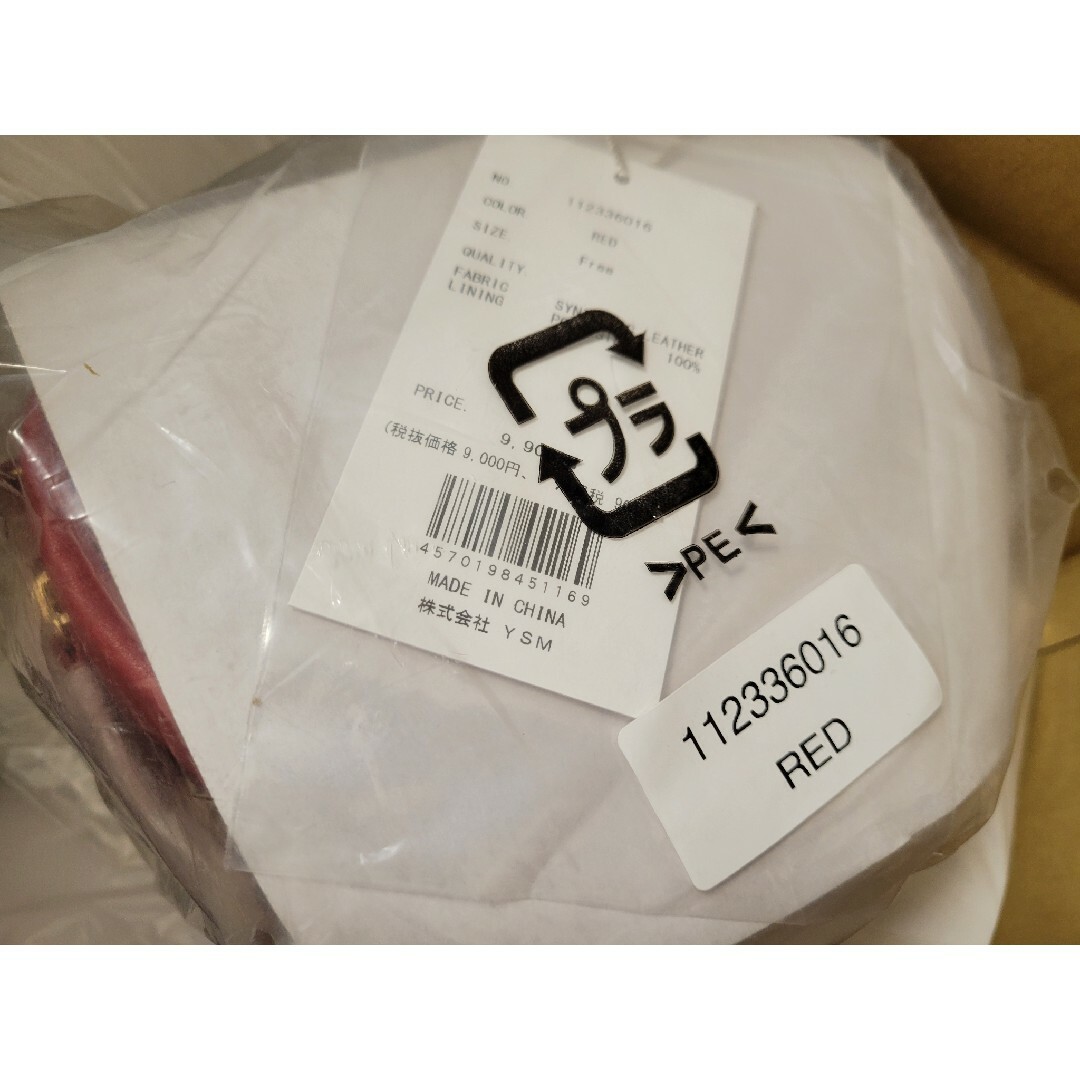 NO. 112336016
COLOR RED
SIZE Free
QUALITY
FABRIC LEATHER
LINING 100%
PRICE.
(税抜価格 9,000円、 税
4570198451169
MADE IN CHINA
株式会社 YSM
プラ
>PE<
112336016
RED